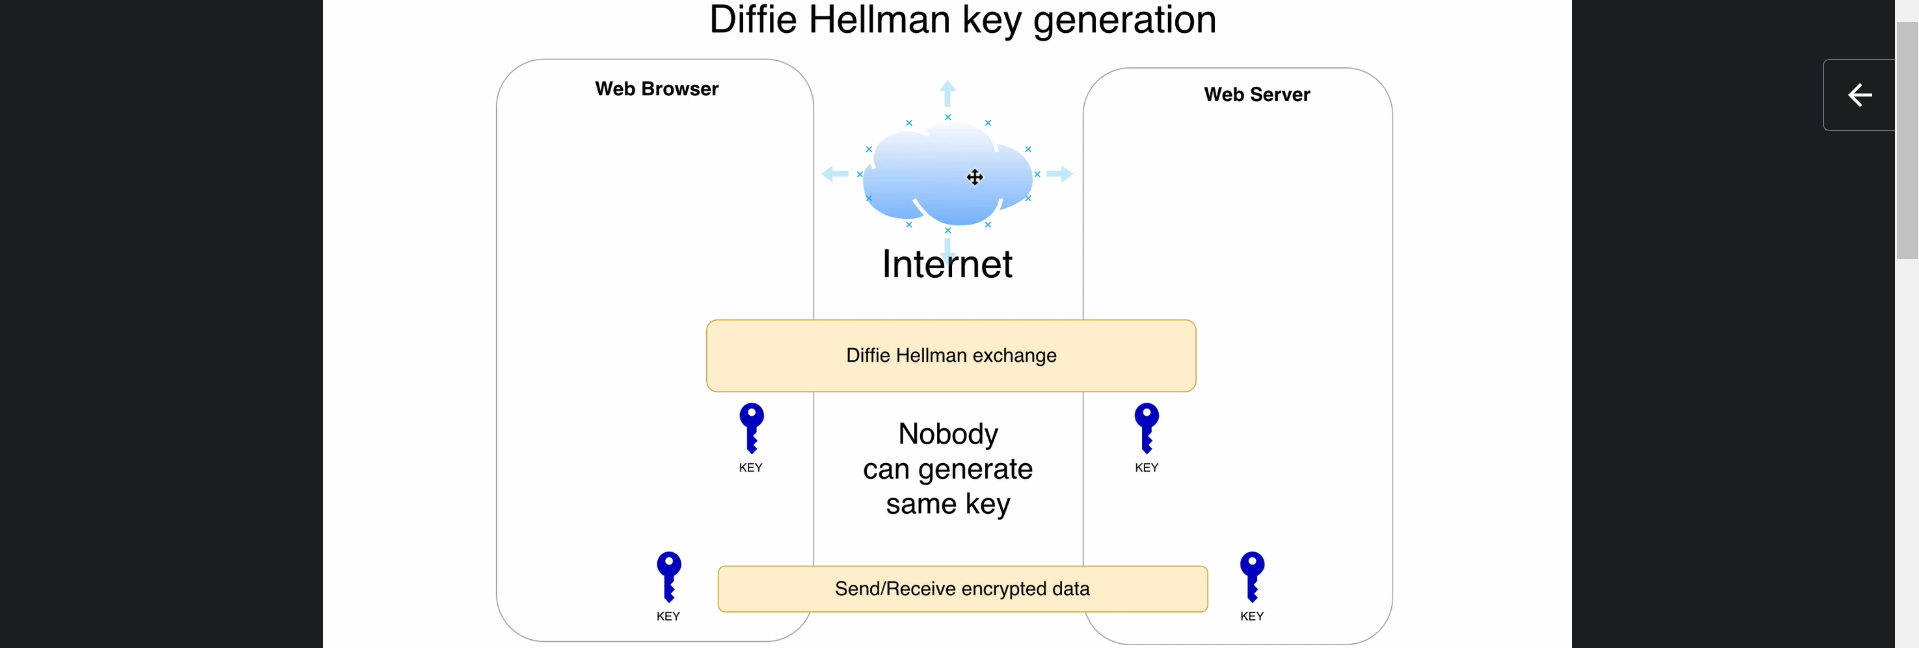 Diffie Hellman key generation
Web Browser
Web Server
Internet
Diffie Hellman exchange
KEY
KEY
Nobody
can generate
same key
Send/Receive encrypted data
KEY
KEY